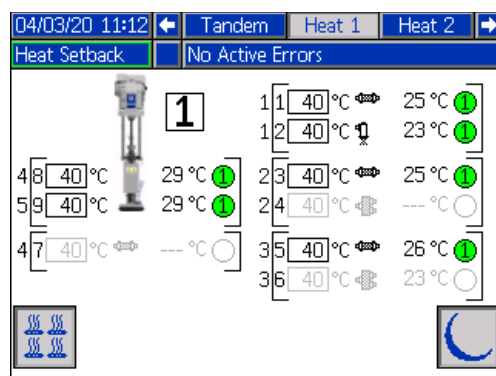 04/03/20 11:12 Tandem Heat 1 Heat 2
Heat Setback No Active Errors
1
1 1 40 °C 25 °C 1
1 2 40 °C 23 °C 1
4 8 40 °C 29 °C 1
2 3 40 °C 25 °C 1
5 9 40 °C 29 °C 1
2 4 40 °C --- °C
4 7 40 °C --- °C
3 5 40 °C 26 °C 1
3 6 40 °C 23 °C